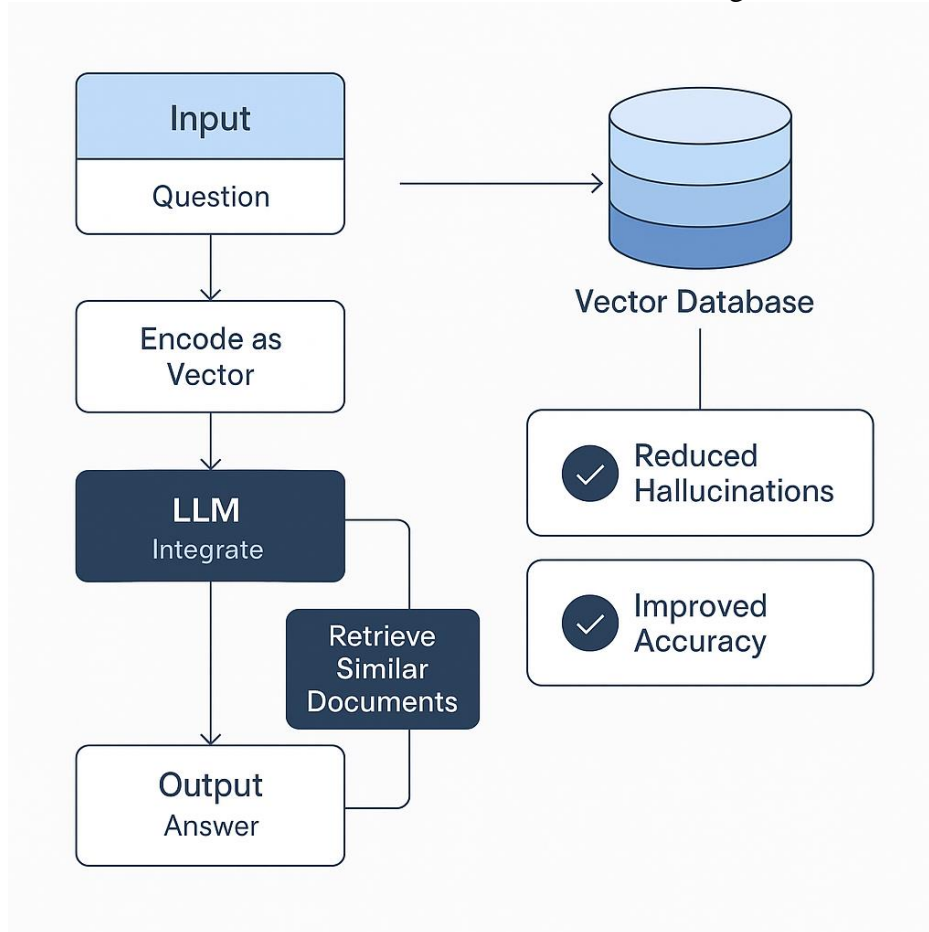 Input
Question
Encode as
Vector
LLM
Integrate
Retrieve
Similar
Documents
Output
Answer
Vector Database
Reduced
Hallucinations
Improved
Accuracy